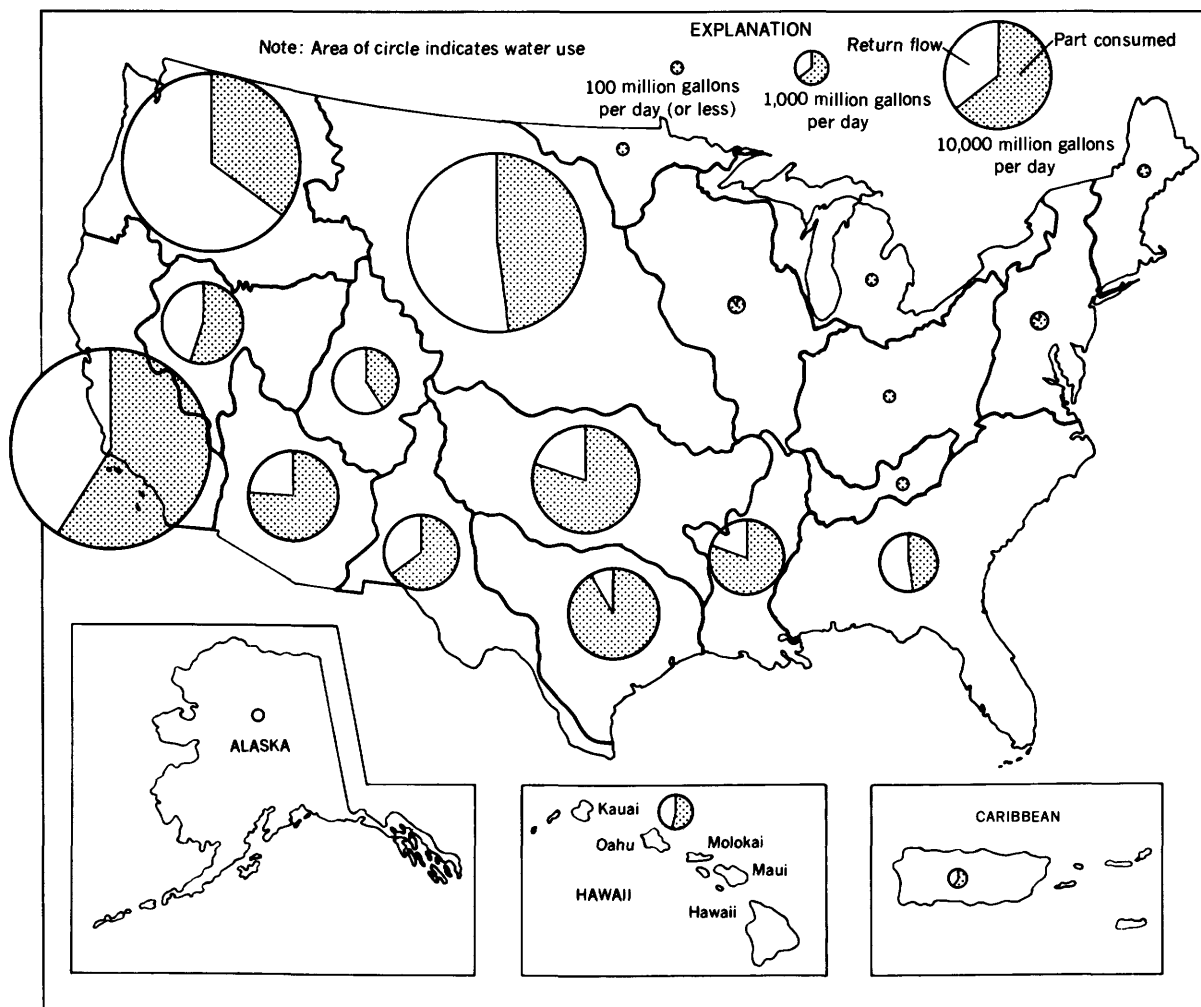 EXPLANATION
Note: Area of circle indicates water use
Return flow
Part consumed
100 million gallons
per day (or less)
1,000 million gallons
per day
10,000 million gallons
per day
ALASKA
Kauai
Oahu
Molokai
Maui
HAWAII
Hawaii
CARIBBEAN